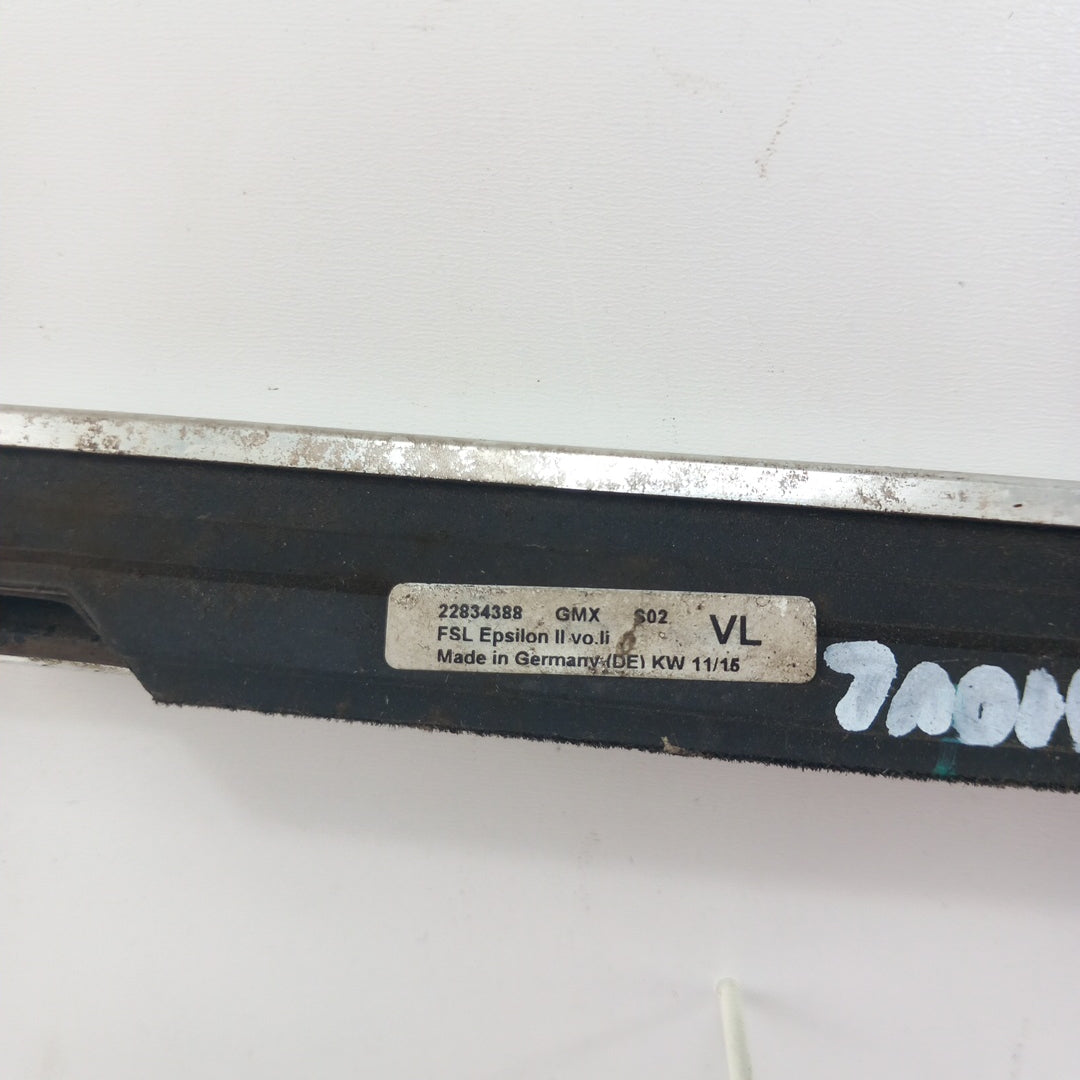 22834388 GMX S02
FSL Epsilon II vo.li
VL
Made in Germany (DE) KW 11/15